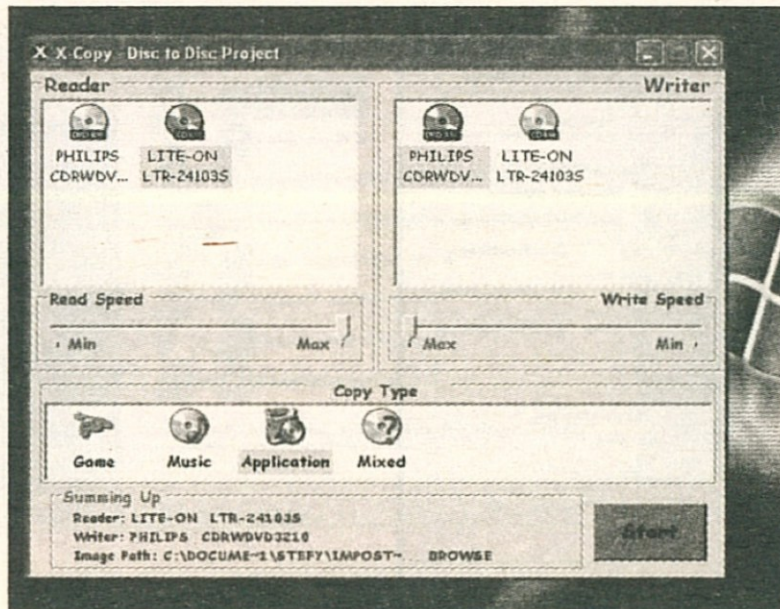 X X-Copy - Disc to Disc Project
Reader
PHILIPS CDRWDV...
LITE-ON LTR-24103S
Writer
PHILIPS CDRWDV...
LITE-ON LTR-24103S
Read Speed
Min Max
Write Speed
Max Min
Copy Type
Game Music Application Mixed
Summing Up
Reader: LITE-ON LTR-24103S
Writer: PHILIPS CDRWDVD3210
Image Path: C:\DOCUME~1\STEFY\IMPOST~... BROWSE
Start